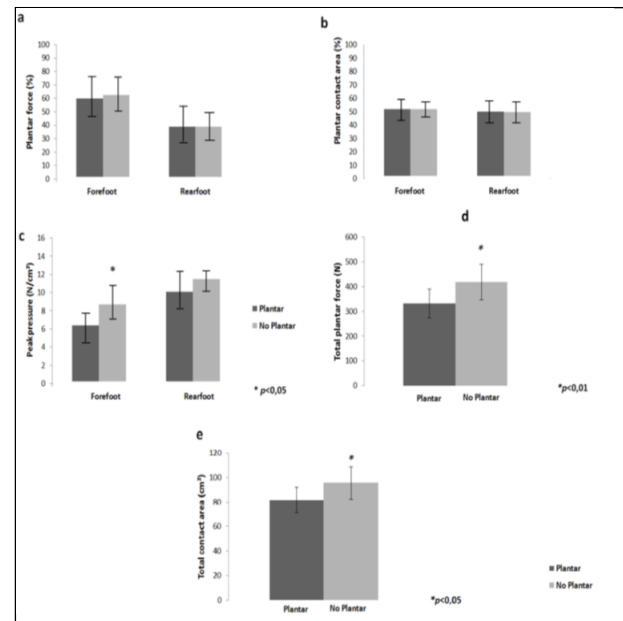 a
Plantar force (%)
100
90
80
70
60
50
40
30
20
10
0
Forefoot
Rearfoot
b
Plantar contact area (%)
100
90
80
70
60
50
40
30
20
10
0
Forefoot
Rearfoot
c
Peakpressure (N/cm²)
16
14
12
10
8
6
4
2
0
*
Forefoot
Rearfoot
Plantar
No Plantar
* p<0,05
d
Total plantar force (N)
600
500
400
300
200
100
0
#
Plantar
No Plantar
*p<0,01
e
Total contact area (cm²)
120
100
80
60
40
20
0
#
Plantar
No Plantar
*p<0,05
Plantar
No Plantar